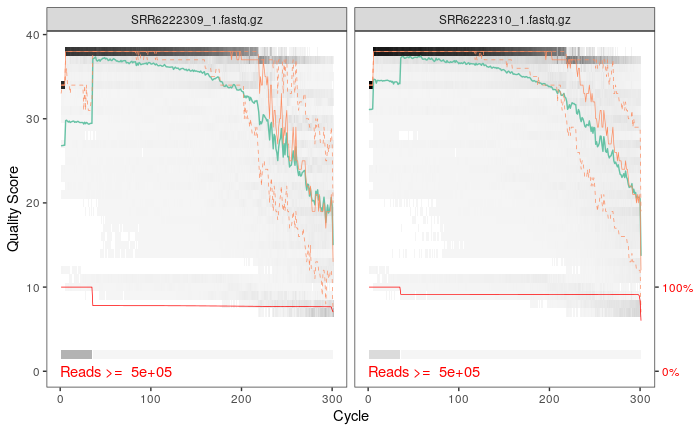 SRR6222309_1.fastq.gz SRR6222310_1.fastq.gz
40
30
20
10
0
Quality Score
100%
0%
Reads >= 5e+05 Reads >= 5e+05
0 100 200 300 0 100 200 300
Cycle